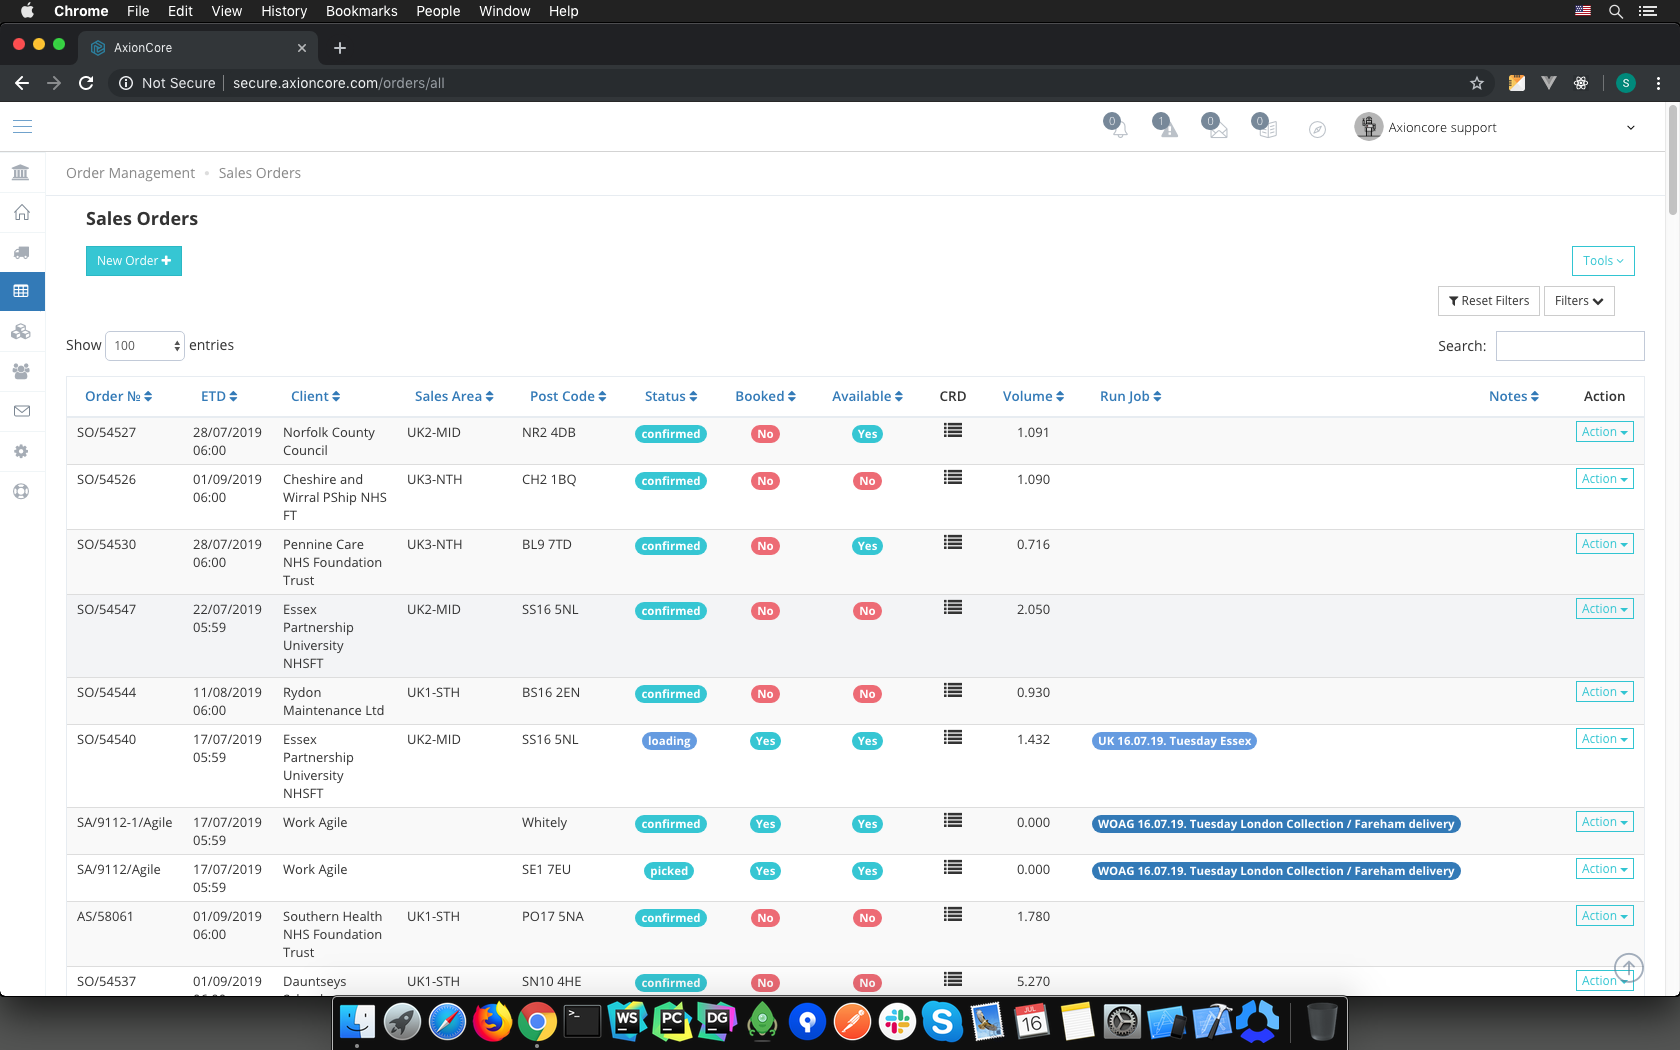 Chrome File Edit View History Bookmarks People Window Help
AxionCore
Not Secure secure.axioncore.com/orders/all S
0 1 0 0 Axioncore support
Order Management Sales Orders
Sales Orders
New Order Tools
Reset Filters Filters
Show 100 entries Search:
Order № ETD Client Sales Area Post Code Status Booked Available CRD Volume Run Job Notes Action
SO/54527 28/07/2019 Norfolk County UK2-MID NR2 4DB confirmed No Yes 1.091 Action
06:00 Council
SO/54526 01/09/2019 Cheshire and UK3-NTH CH2 1BQ confirmed No No 1.090 Action
06:00 Wirral PShip NHS
FT
SO/54530 28/07/2019 Pennine Care UK3-NTH BL9 7TD confirmed No Yes 0.716 Action
06:00 NHS Foundation
Trust
SO/54547 22/07/2019 Essex UK2-MID SS16 5NL confirmed No No 2.050 Action
05:59 Partnership
University
NHSFT
SO/54544 11/08/2019 Rydon UK1-STH BS16 2EN confirmed No No 0.930 Action
06:00 Maintenance Ltd
SO/54540 17/07/2019 Essex UK2-MID SS16 5NL loading Yes Yes 1.432 UK 16.07.19. Tuesday Essex Action
05:59 Partnership
University
NHSFT
SA/9112-1/Agile 17/07/2019 Work Agile Whitely confirmed Yes Yes 0.000 WOAG 16.07.19. Tuesday London Collection / Fareham delivery Action
05:59
SA/9112/Agile 17/07/2019 Work Agile SE1 7EU picked Yes Yes 0.000 WOAG 16.07.19. Tuesday London Collection / Fareham delivery Action
05:59
AS/58061 01/09/2019 Southern Health UK1-STH PO17 5NA confirmed No No 1.780 Action
06:00 NHS Foundation
Trust
SO/54537 01/09/2019 Dauntseys UK1-STH SN10 4HE confirmed No No 5.270 Action
>_ WS PC DG S JUL
16